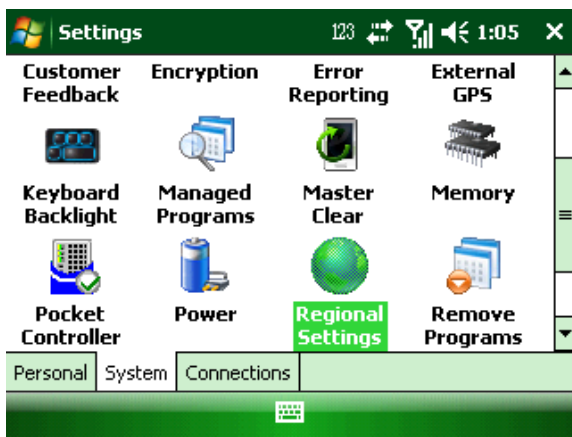 Settings 123 1:05
Customer Feedback
Encryption
Error Reporting
External GPS
Keyboard Backlight
Managed Programs
Master Clear
Memory
Pocket Controller
Power
Regional Settings
Remove Programs
Personal System Connections